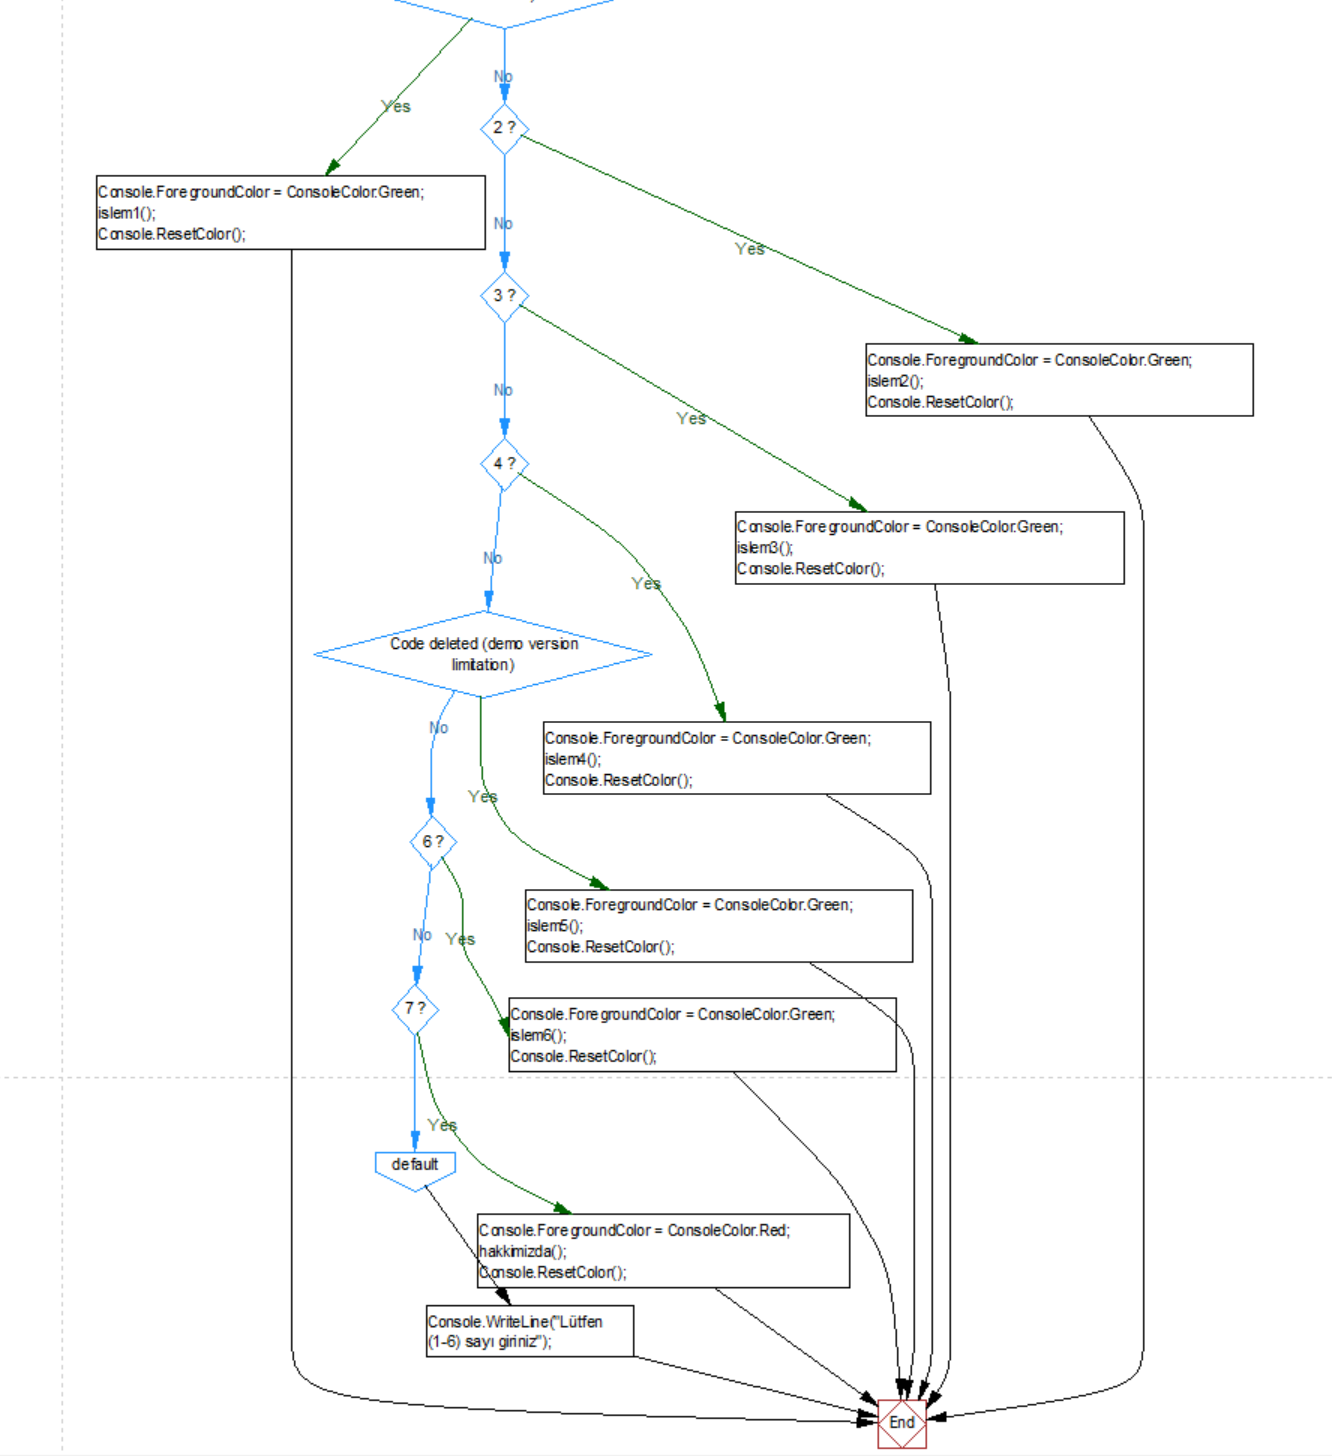 No
Yes
2 ?
Console.ForegroundColor = ConsoleColor.Green;
islem1();
Console.ResetColor();
No
Yes
3 ?
Console.ForegroundColor = ConsoleColor.Green;
islem2();
Console.ResetColor();
No
Yes
4 ?
Console.ForegroundColor = ConsoleColor.Green;
islem3();
Console.ResetColor();
No
Yes
Code deleted (demo version
limitation)
No
Console.ForegroundColor = ConsoleColor.Green;
islem4();
Console.ResetColor();
Yes
6 ?
Console.ForegroundColor = ConsoleColor.Green;
islem5();
Console.ResetColor();
No
Yes
7 ?
Console.ForegroundColor = ConsoleColor.Green;
islem6();
Console.ResetColor();
Yes
default
Console.ForegroundColor = ConsoleColor.Red;
hakkimizda();
Console.ResetColor();
Console.WriteLine("Lütfen
(1-6) sayı giriniz");
End